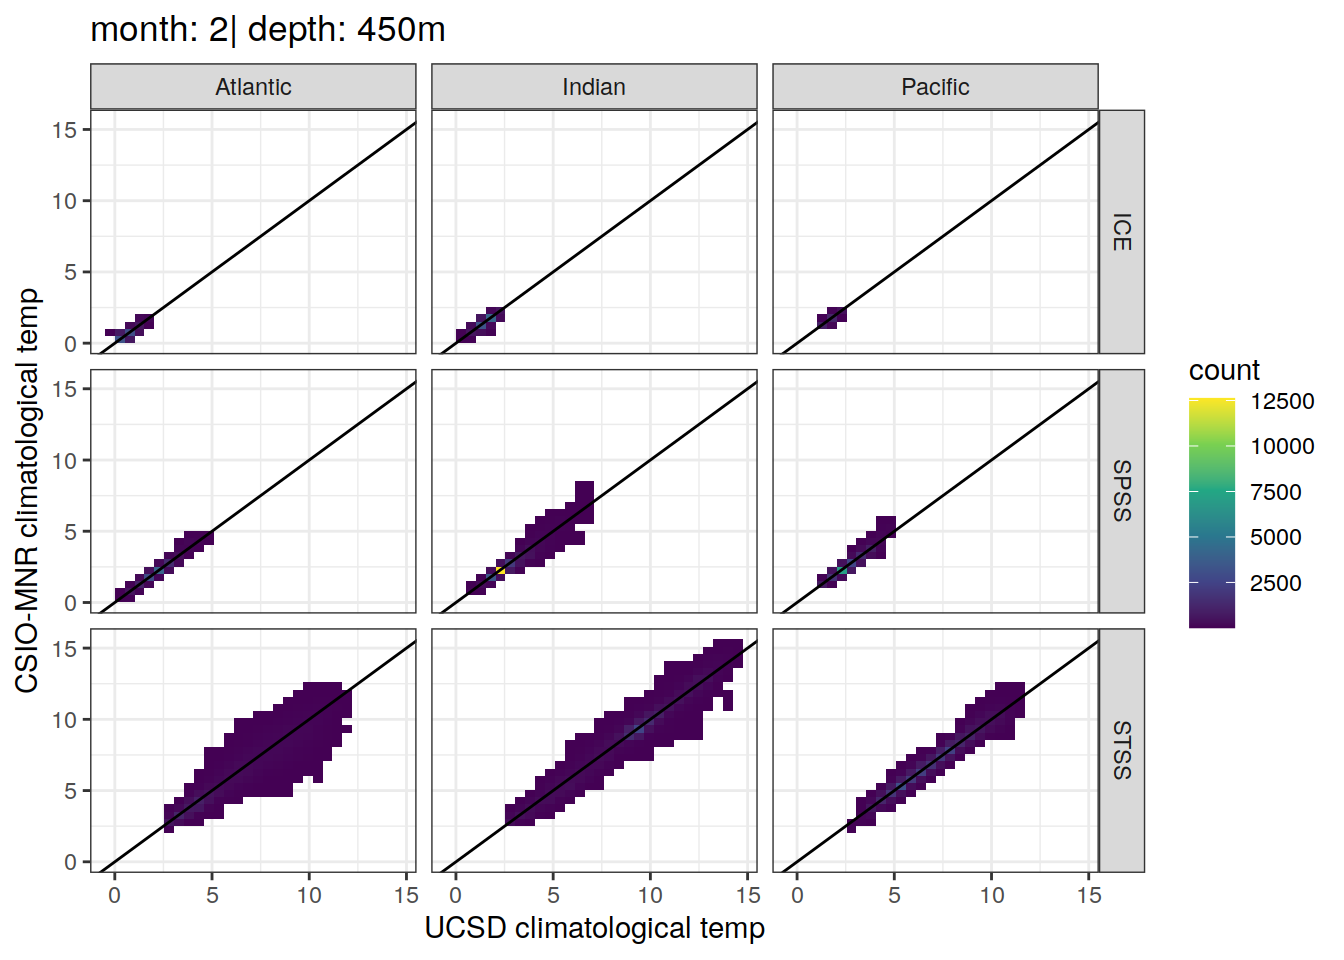 month: 2| depth: 450m
Atlantic Indian Pacific
15
10
5
0
ICE
15
10
5
0
SPSS
15
10
5
0
STSS
0 5 10 15 0 5 10 15 0 5 10 15
UCSD climatological temp
CSIO-MNR climatological temp
count
12500
10000
7500
5000
2500